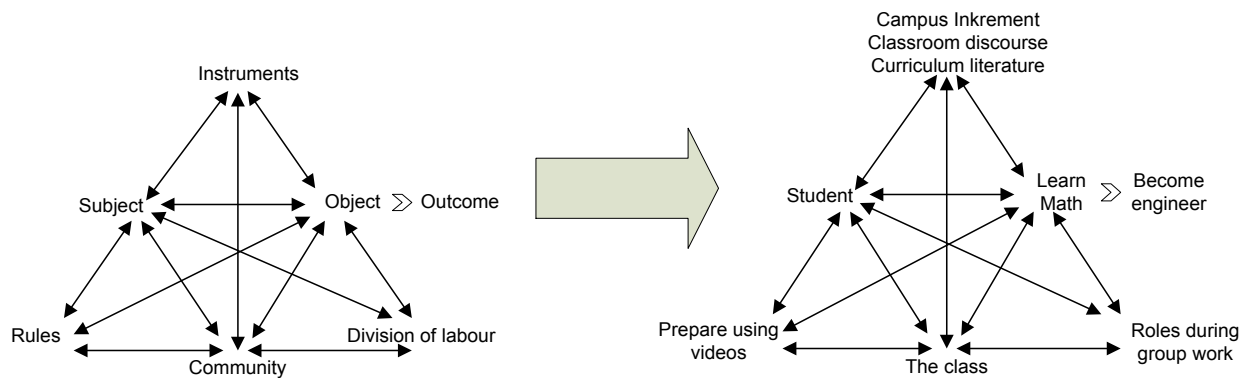 Instruments
Subject
Object
Outcome
Rules
Division of labour
Community
Campus Inkrement
Classroom discourse
Curriculum literature
Student
Learn
Math
Become
engineer
Prepare using
videos
The class
Roles during
group work